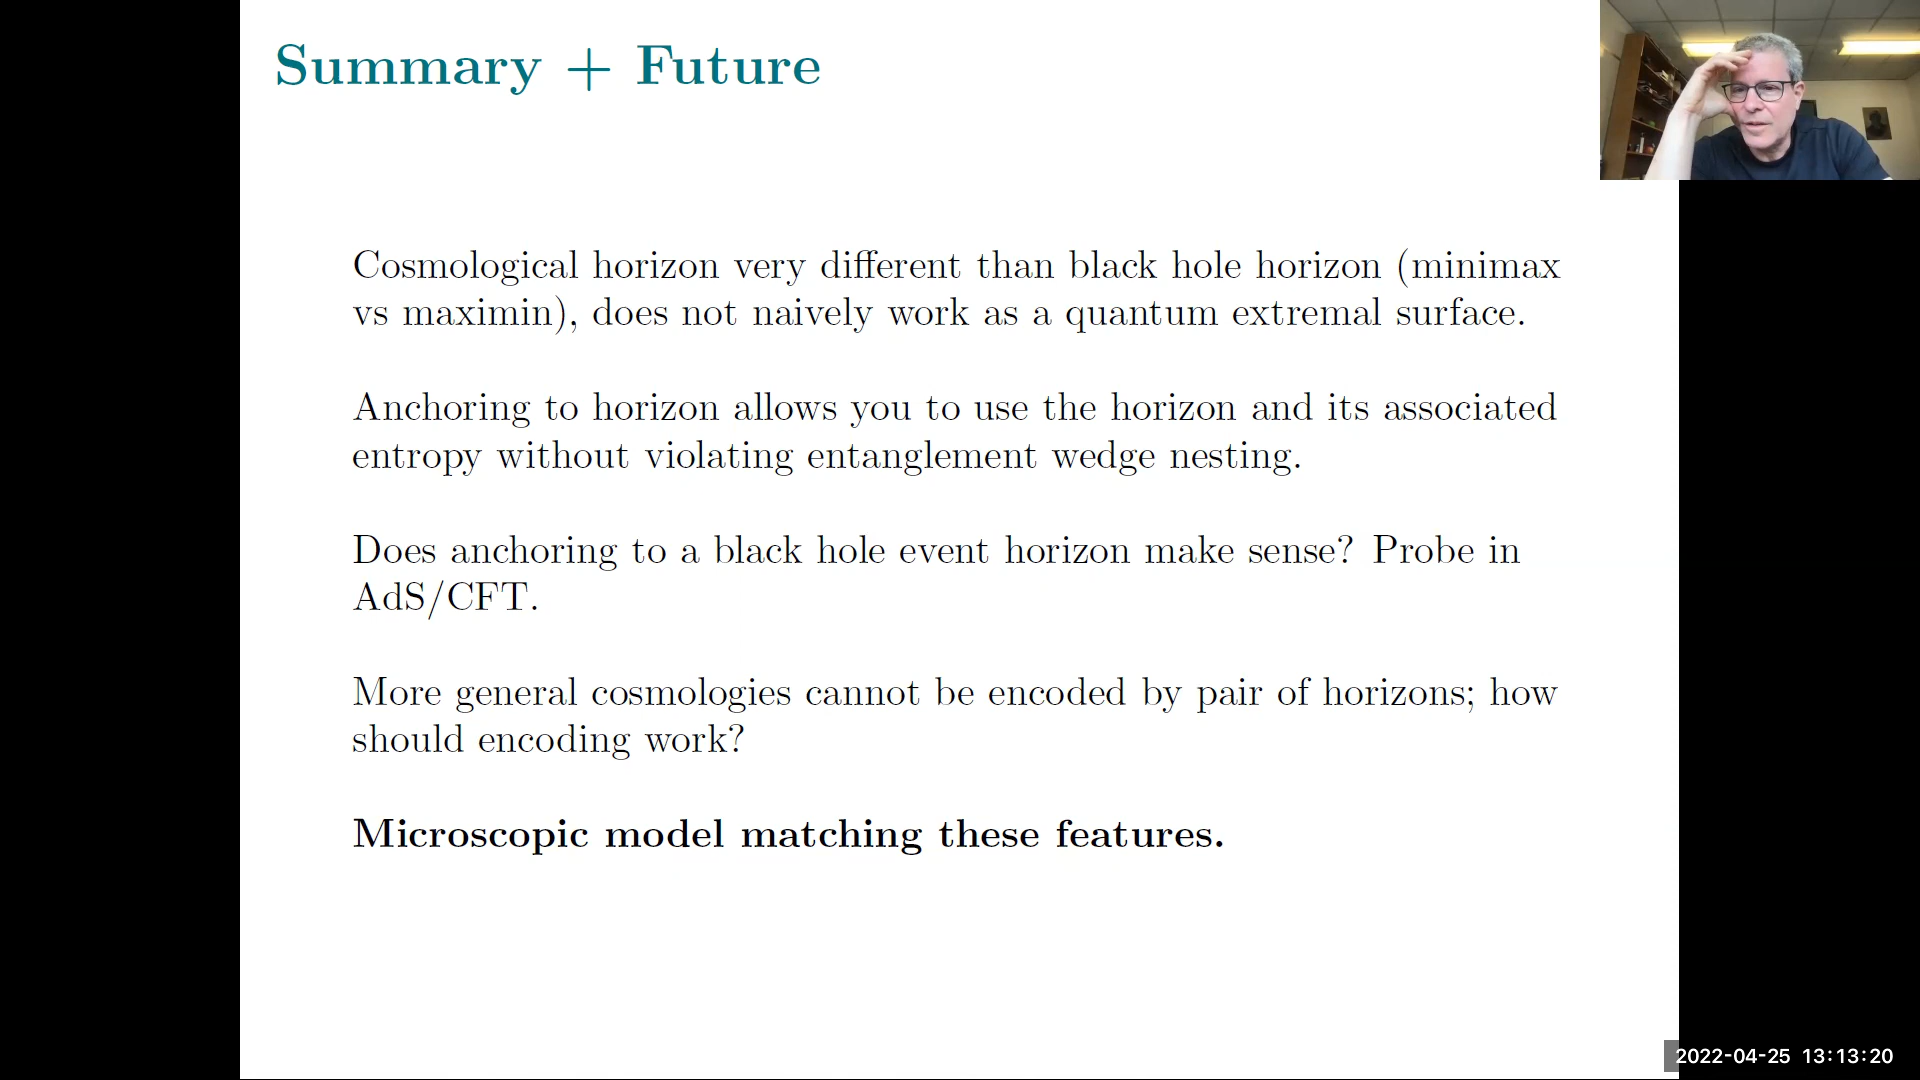 Summary + Future
Cosmological horizon very different than black hole horizon (minimax
vs maximin), does not naively work as a quantum extremal surface.
Anchoring to horizon allows you to use the horizon and its associated
entropy without violating entanglement wedge nesting.
Does anchoring to a black hole event horizon make sense? Probe in
AdS/CFT.
More general cosmologies cannot be encoded by pair of horizons; how
should encoding work?
Microscopic model matching these features.
2022-04-25 13:13:20